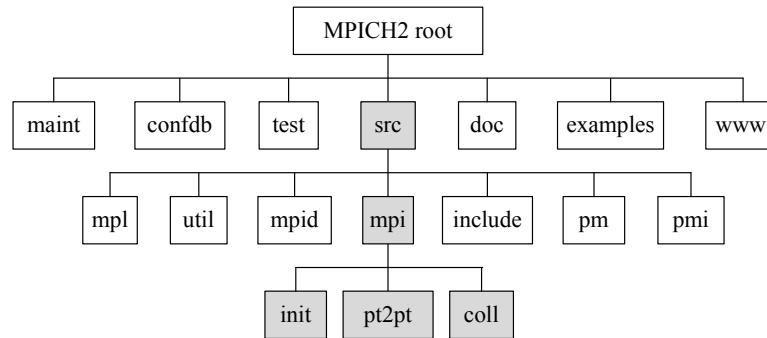 MPICH2 root
maint confdb test src doc examples www
mpl util mpid mpi include pm pmi
init pt2pt coll